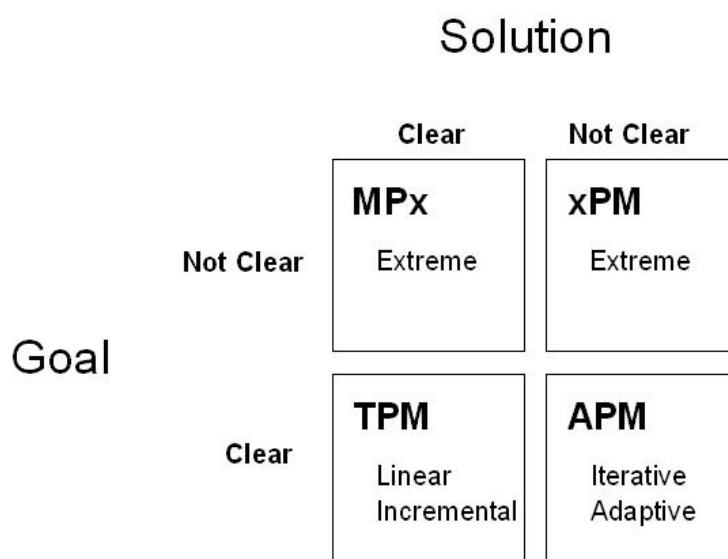 Solution
Clear Not Clear
MPx xPM
Not Clear Extreme Extreme
Goal
TPM APM
Clear Linear Iterative
Incremental Adaptive